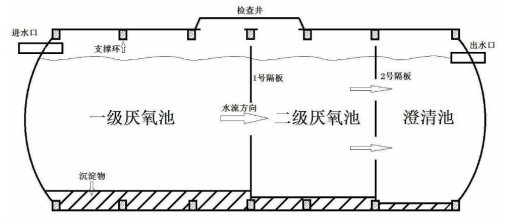 检查井
进水口
支撑环
出水口
1号隔板
2号隔板
水流方向
一级厌氧池
二级厌氧池
澄清池
沉淀物